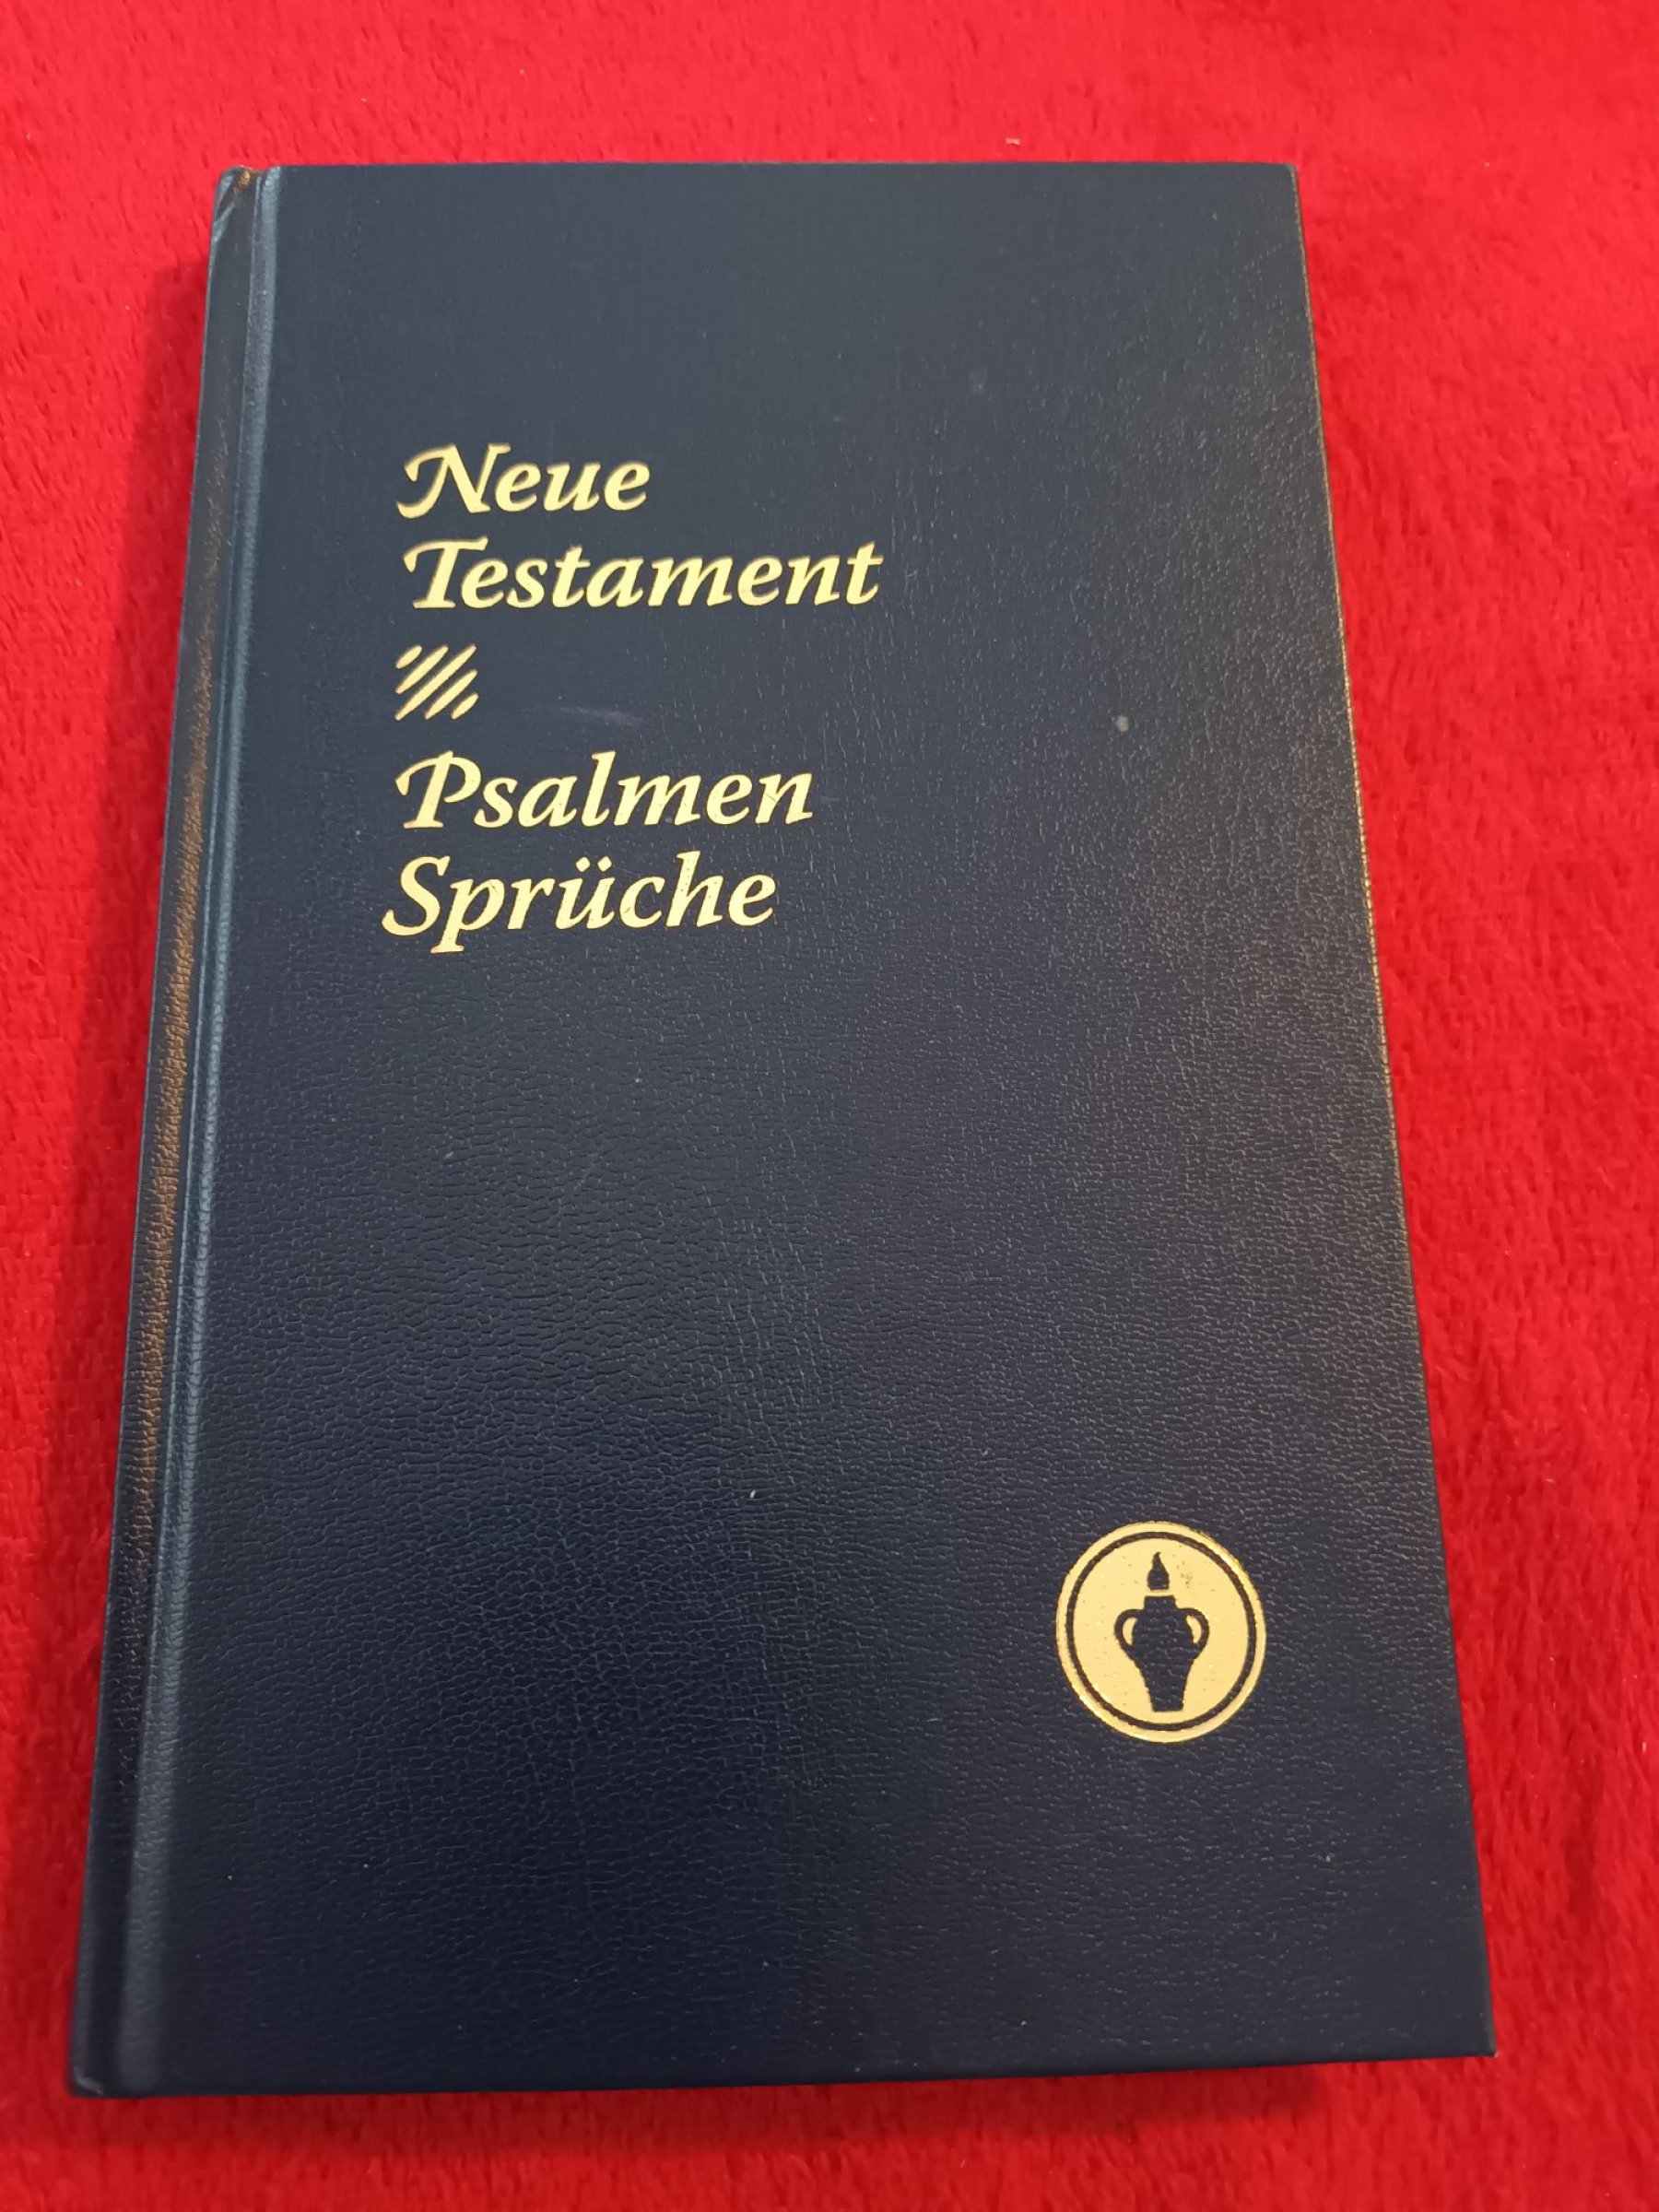 Neue
Testament
Psalmen
Sprüche